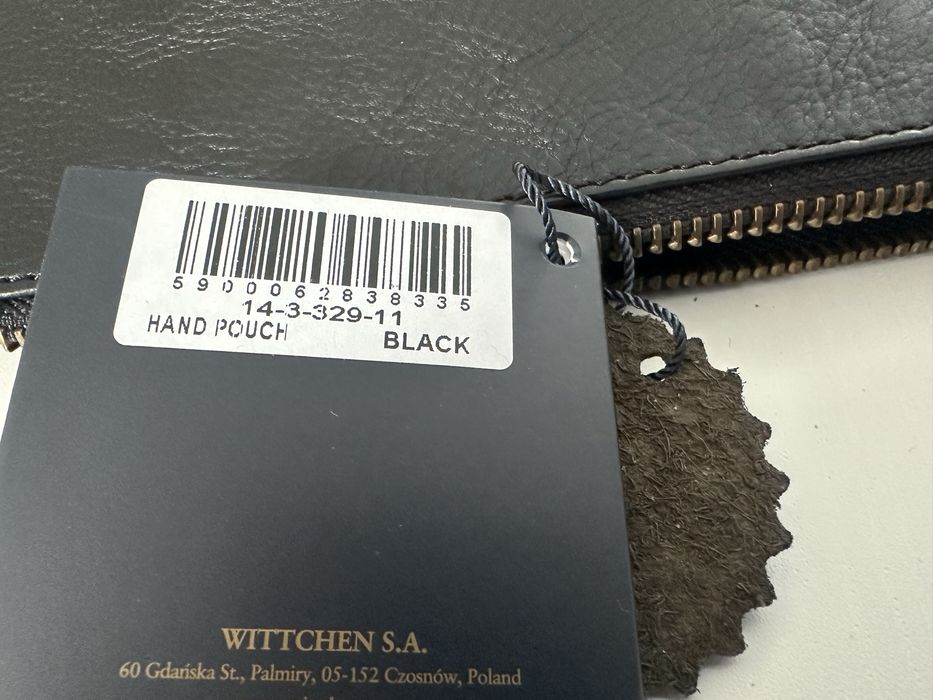 5900062838335
14-3-329-11
HAND POUCH BLACK
WITTCHEN S.A.
60 Gdańska St., Palmiry, 05-152 Czosnów, Poland